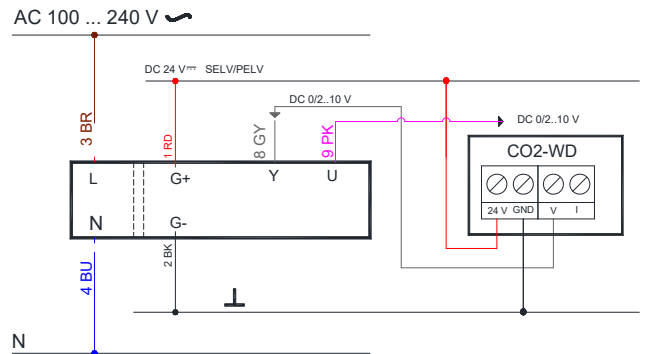 AC 100 ... 240 V
DC 24 V SELV/PELV
DC 0/2..10 V
DC 0/2..10 V
3 BR
1 RD
8 GY
9 PK
CO2-WD
L
G+
Y
U
24 V GND V I
N
G-
4 BU
2 BK
N